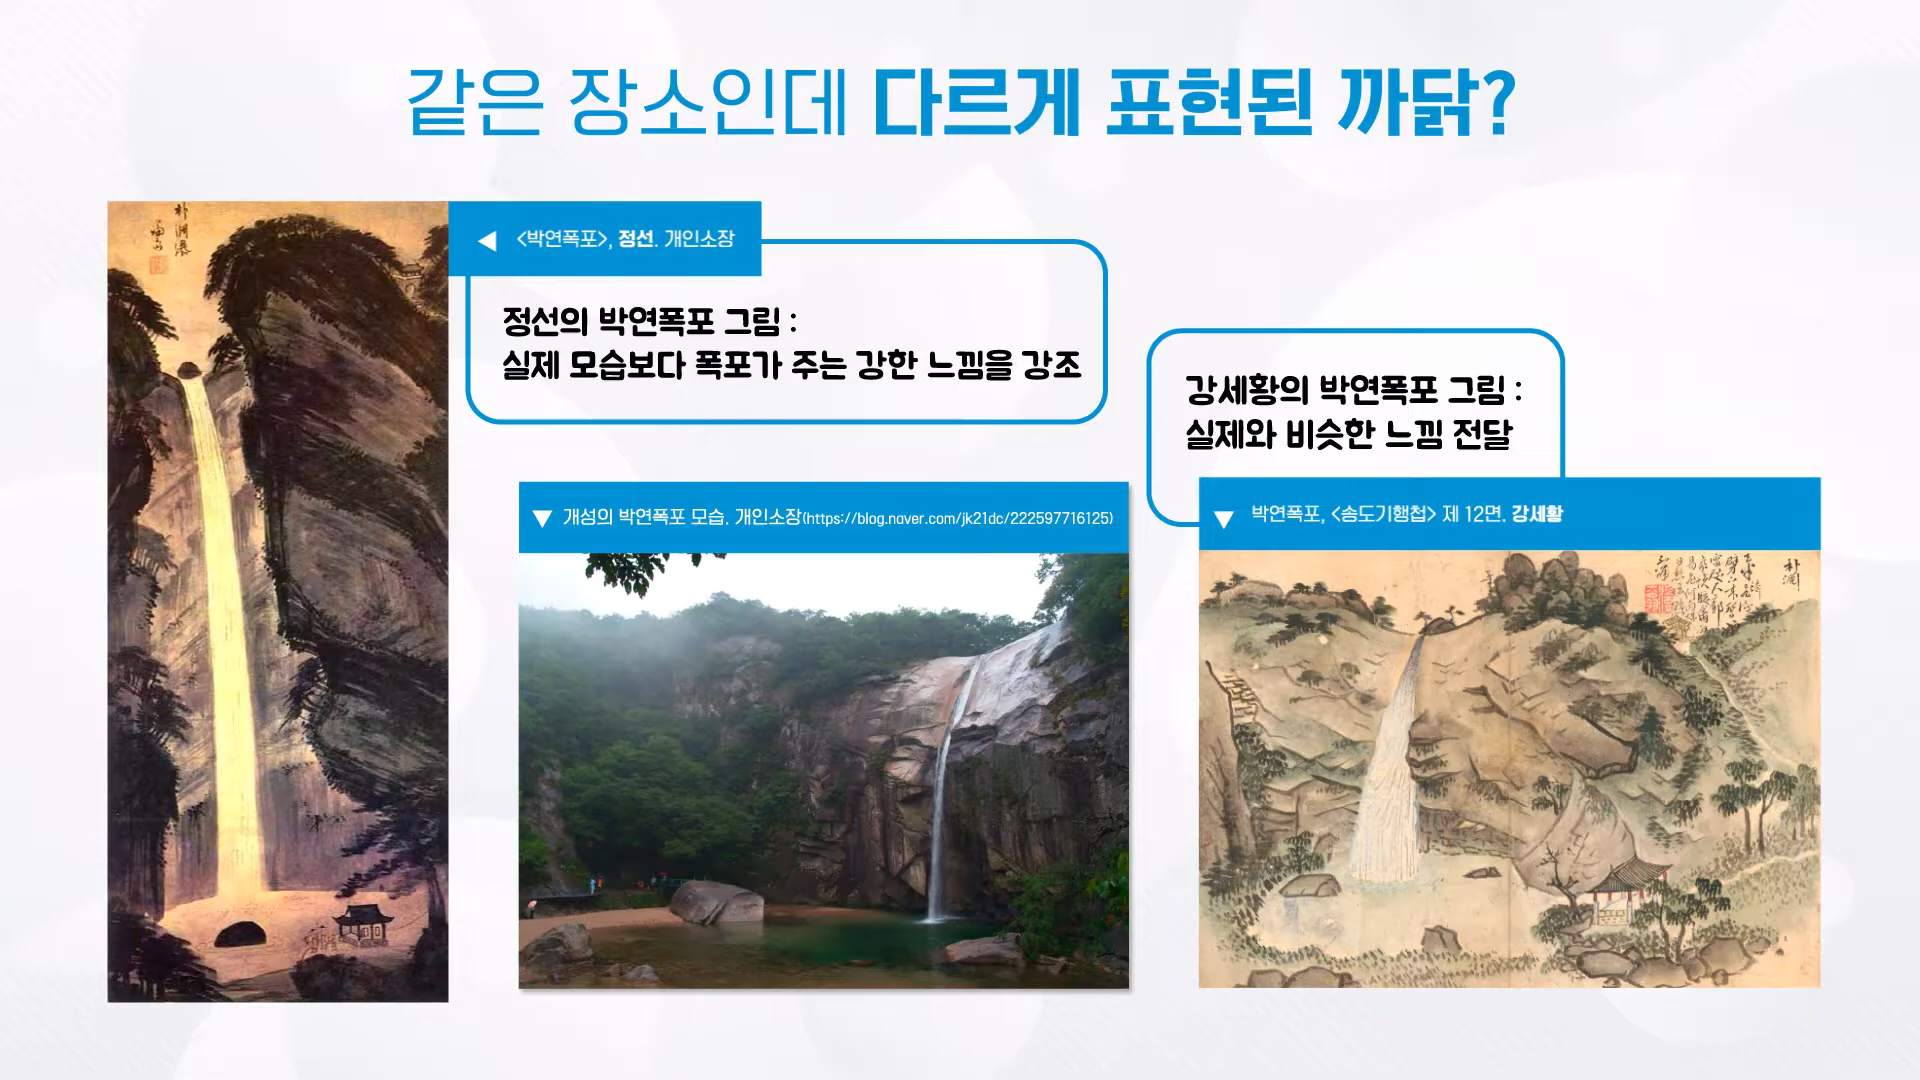 같은 장소인데 다르게 표현된 까닭?
◀ <박연폭포>, 정선. 개인소장
정선의 박연폭포 그림 :
실제 모습보다 폭포가 주는 강한 느낌을 강조
강세황의 박연폭포 그림 :
실제와 비슷한 느낌 전달
▼ 개성의 박연폭포 모습. 개인소장(https://blog.naver.com/jk21dc/222597716125)
▼ 박연폭포, <송도기행첩> 제 12면. 강세황
朴淵